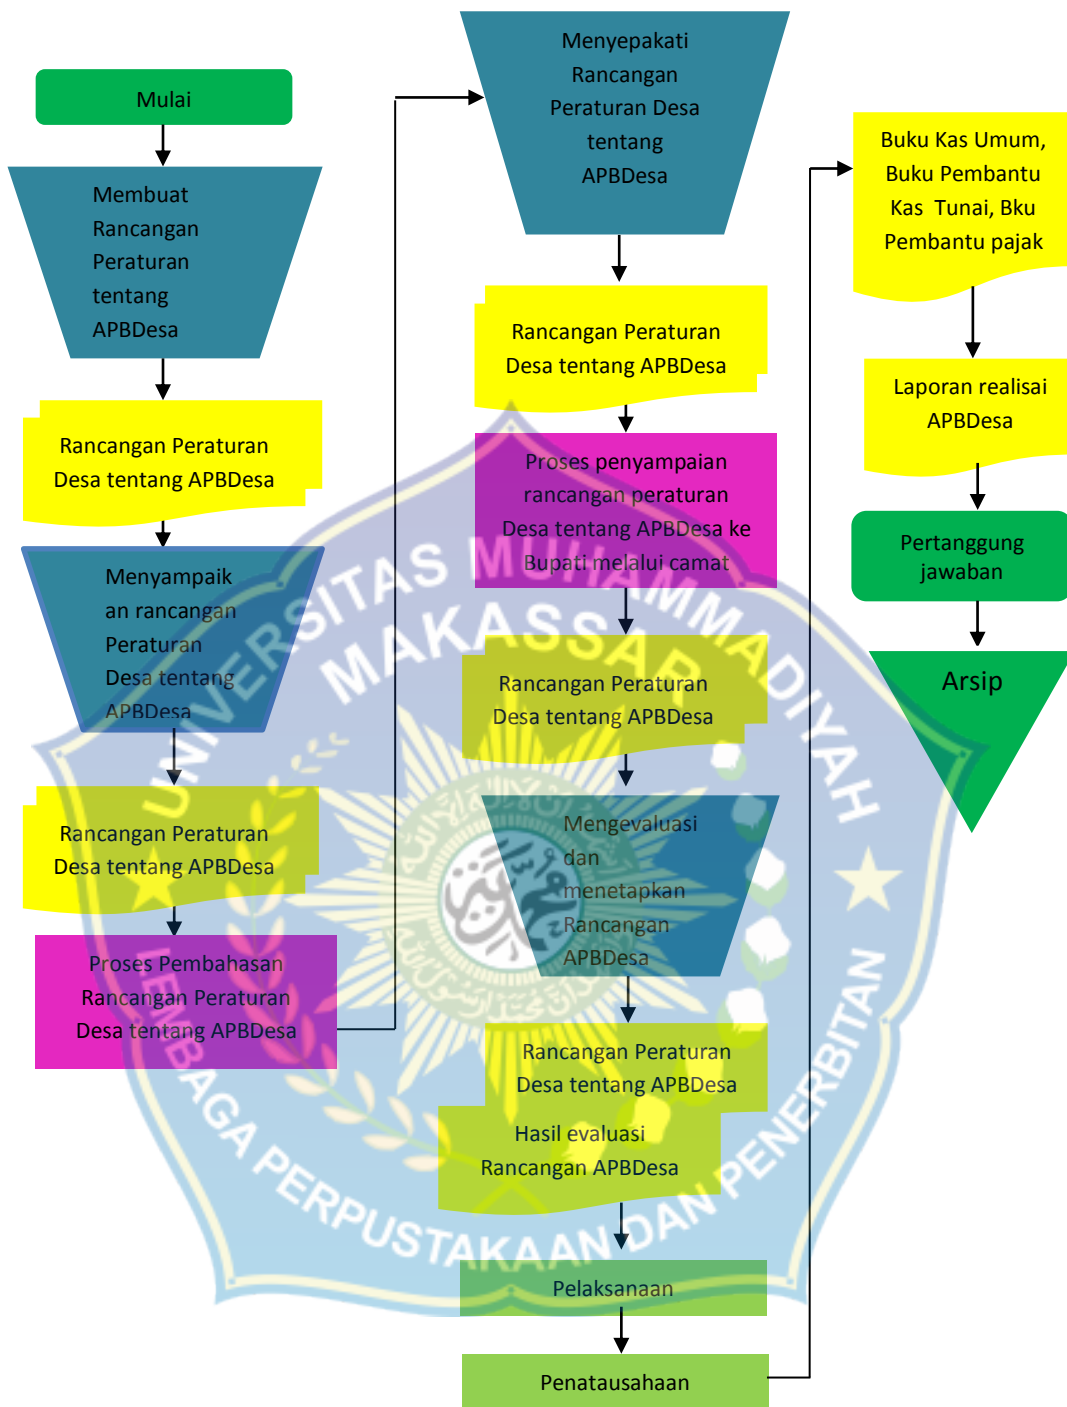 Mulai
Membuat
Rancangan
Peraturan
tentang
APBDesa
Rancangan Peraturan
Desa tentang APBDesa
Menyampaik
an rancangan
Peraturan
Desa tentang
APBDesa
Rancangan Peraturan
Desa tentang APBDesa
Proses Pembahasan
Rancangan Peraturan
Desa tentang APBDesa
Menyepakati
Rancangan
Peraturan Desa
tentang
APBDesa
Rancangan Peraturan
Desa tentang APBDesa
Proses penyampaian
rancangan peraturan
Desa tentang APBDesa ke
Bupati melalui camat
Rancangan Peraturan
Desa tentang APBDesa
Mengevaluasi
dan
menetapkan
Rancangan
APBDesa
Rancangan Peraturan
Desa tentang APBDesa
Hasil evaluasi
Rancangan APBDesa
Pelaksanaan
Penatausahaan
Buku Kas Umum,
Buku Pembantu
Kas  Tunai, Bku
Pembantu pajak
Laporan realisai
APBDesa
Pertanggung
jawaban
Arsip
UNIVERSITAS MUHAMMADIYAH
MAKASSAR
LEMBAGA PERPUSTAKAAN DAN PENERBITAN